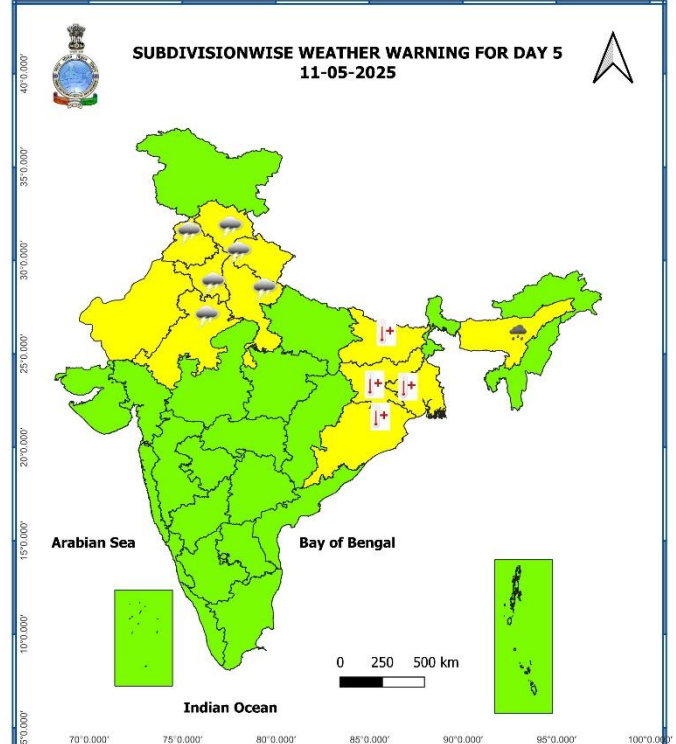 SUBDIVISIONWISE WEATHER WARNING FOR DAY 5
11-05-2025
40°0.000'
35°0.000'
30°0.000'
25°0.000'
20°0.000'
15°0.000'
10°0.000'
5°0.000'
Arabian Sea
Bay of Bengal
0 250 500 km
Indian Ocean
70°0.000' 75°0.000' 80°0.000' 85°0.000' 90°0.000' 95°0.000' 100°0.000'